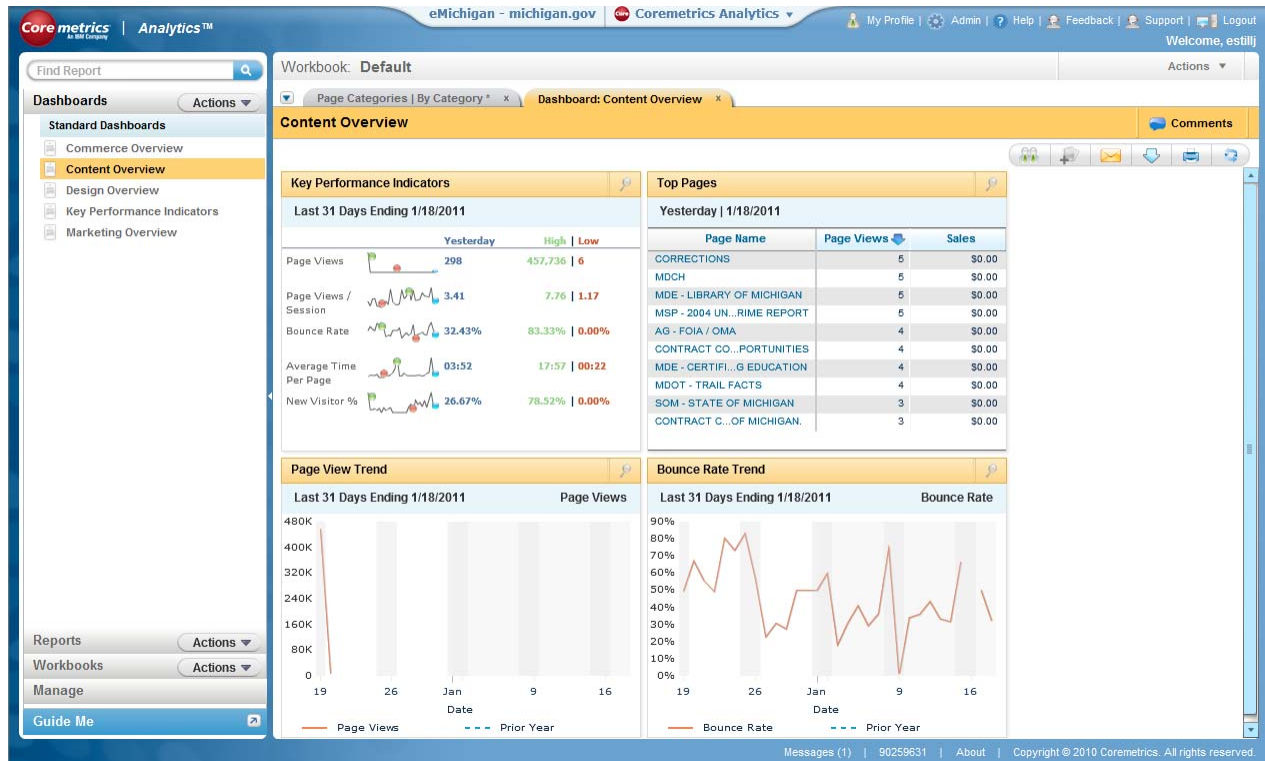 eMichigan - michigan.gov | Coremetrics Analytics
Core metrics | Analytics™
An IBM Company
My Profile | Admin | Help | Feedback | Support | Logout
Welcome, estillj
Find Report
Workbook: Default
Actions
Dashboards
Actions
Standard Dashboards
Commerce Overview
Content Overview
Design Overview
Key Performance Indicators
Marketing Overview
Page Categories | By Category * x
Dashboard: Content Overview x
Content Overview
Comments
Key Performance Indicators
Last 31 Days Ending 1/18/2011
Yesterday High | Low
Page Views 298 457,736 | 6
Page Views / Session 3.41 7.76 | 1.17
Bounce Rate 32.43% 83.33% | 0.00%
Average Time Per Page 03:52 17:57 | 00:22
New Visitor % 26.67% 78.52% | 0.00%
Top Pages
Yesterday | 1/18/2011
Page Name Page Views Sales
CORRECTIONS 5 $0.00
MDCH 5 $0.00
MDE - LIBRARY OF MICHIGAN 5 $0.00
MSP - 2004 UN...RIME REPORT 5 $0.00
AG - FOIA / OMA 4 $0.00
CONTRACT CO...PORTUNITIES 4 $0.00
MDE - CERTIFI...G EDUCATION 4 $0.00
MDOT - TRAIL FACTS 4 $0.00
SOM - STATE OF MICHIGAN 3 $0.00
CONTRACT C...OF MICHIGAN. 3 $0.00
Page View Trend
Last 31 Days Ending 1/18/2011 Page Views
480K
400K
320K
240K
160K
80K
0
19 26 Jan 9 16
Date
Page Views Prior Year
Bounce Rate Trend
Last 31 Days Ending 1/18/2011 Bounce Rate
90%
80%
70%
60%
50%
40%
30%
20%
10%
0%
19 26 Jan 9 16
Date
Bounce Rate Prior Year
Reports Actions
Workbooks Actions
Manage
Guide Me
Messages (1) | 90259631 | About | Copyright © 2010 Coremetrics. All rights reserved.